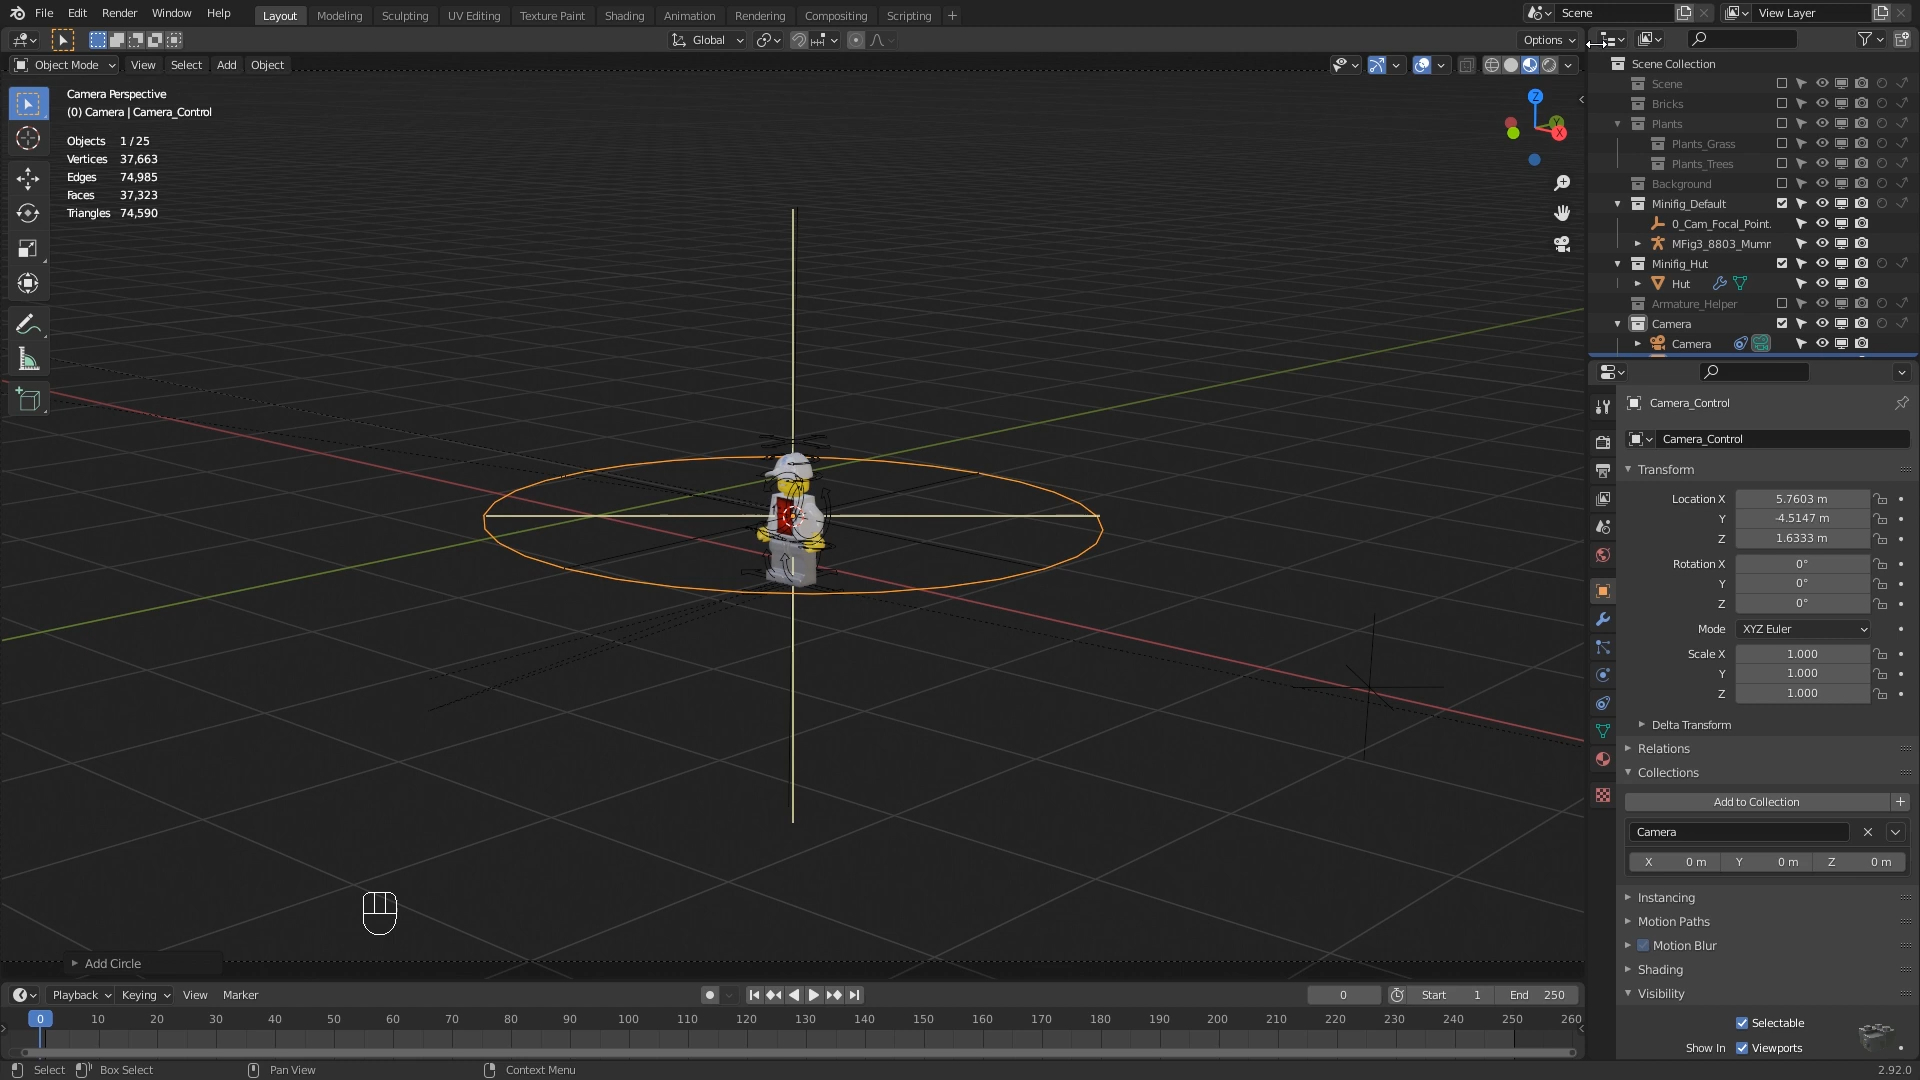 File Edit Render Window Help Layout Modeling Sculpting UV Editing Texture Paint Shading Animation Rendering Compositing Scripting + Scene View Layer
Global Options
Object Mode View Select Add Object
Camera Perspective
(0) Camera | Camera_Control
Objects 1 / 25
Vertices 37,663
Edges 74,985
Faces 37,323
Triangles 74,590
Z
Y
X
Scene Collection
Scene
Bricks
Plants
Plants_Grass
Plants_Trees
Background
Minifig_Default
0_Cam_Focal_Point.
MFig3_8803_Mumr
Minifig_Hut
Hut
Armature_Helper
Camera
Camera
Camera_Control
Camera_Control
Transform
Location X 5.7603 m
Y -4.5147 m
Z 1.6333 m
Rotation X 0°
Y 0°
Z 0°
Mode XYZ Euler
Scale X 1.000
Y 1.000
Z 1.000
Delta Transform
Relations
Collections
Add to Collection +
Camera
X 0 m Y 0 m Z 0 m
Instancing
Motion Paths
Motion Blur
Shading
Visibility
Selectable
Show In Viewports
Add Circle
Playback Keying View Marker 0 Start 1 End 250
0 10 20 30 40 50 60 70 80 90 100 110 120 130 140 150 160 170 180 190 200 210 220 230 240 250 260
Select Box Select Pan View Context Menu 2.92.0